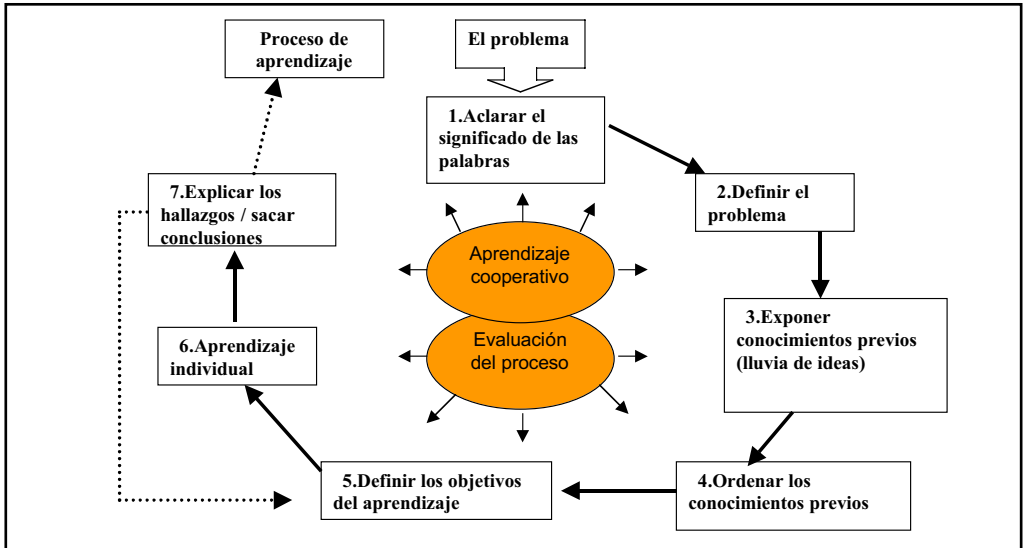 Proceso de
aprendizaje
El problema
1.Aclarar el
significado de las
palabras
2.Definir el
problema
3.Exponer
conocimientos previos
(lluvia de ideas)
4.Ordenar los
conocimientos previos
5.Definir los objetivos
del aprendizaje
6.Aprendizaje
individual
7.Explicar los
hallazgos / sacar
conclusiones
Aprendizaje
cooperativo
Evaluación
del proceso